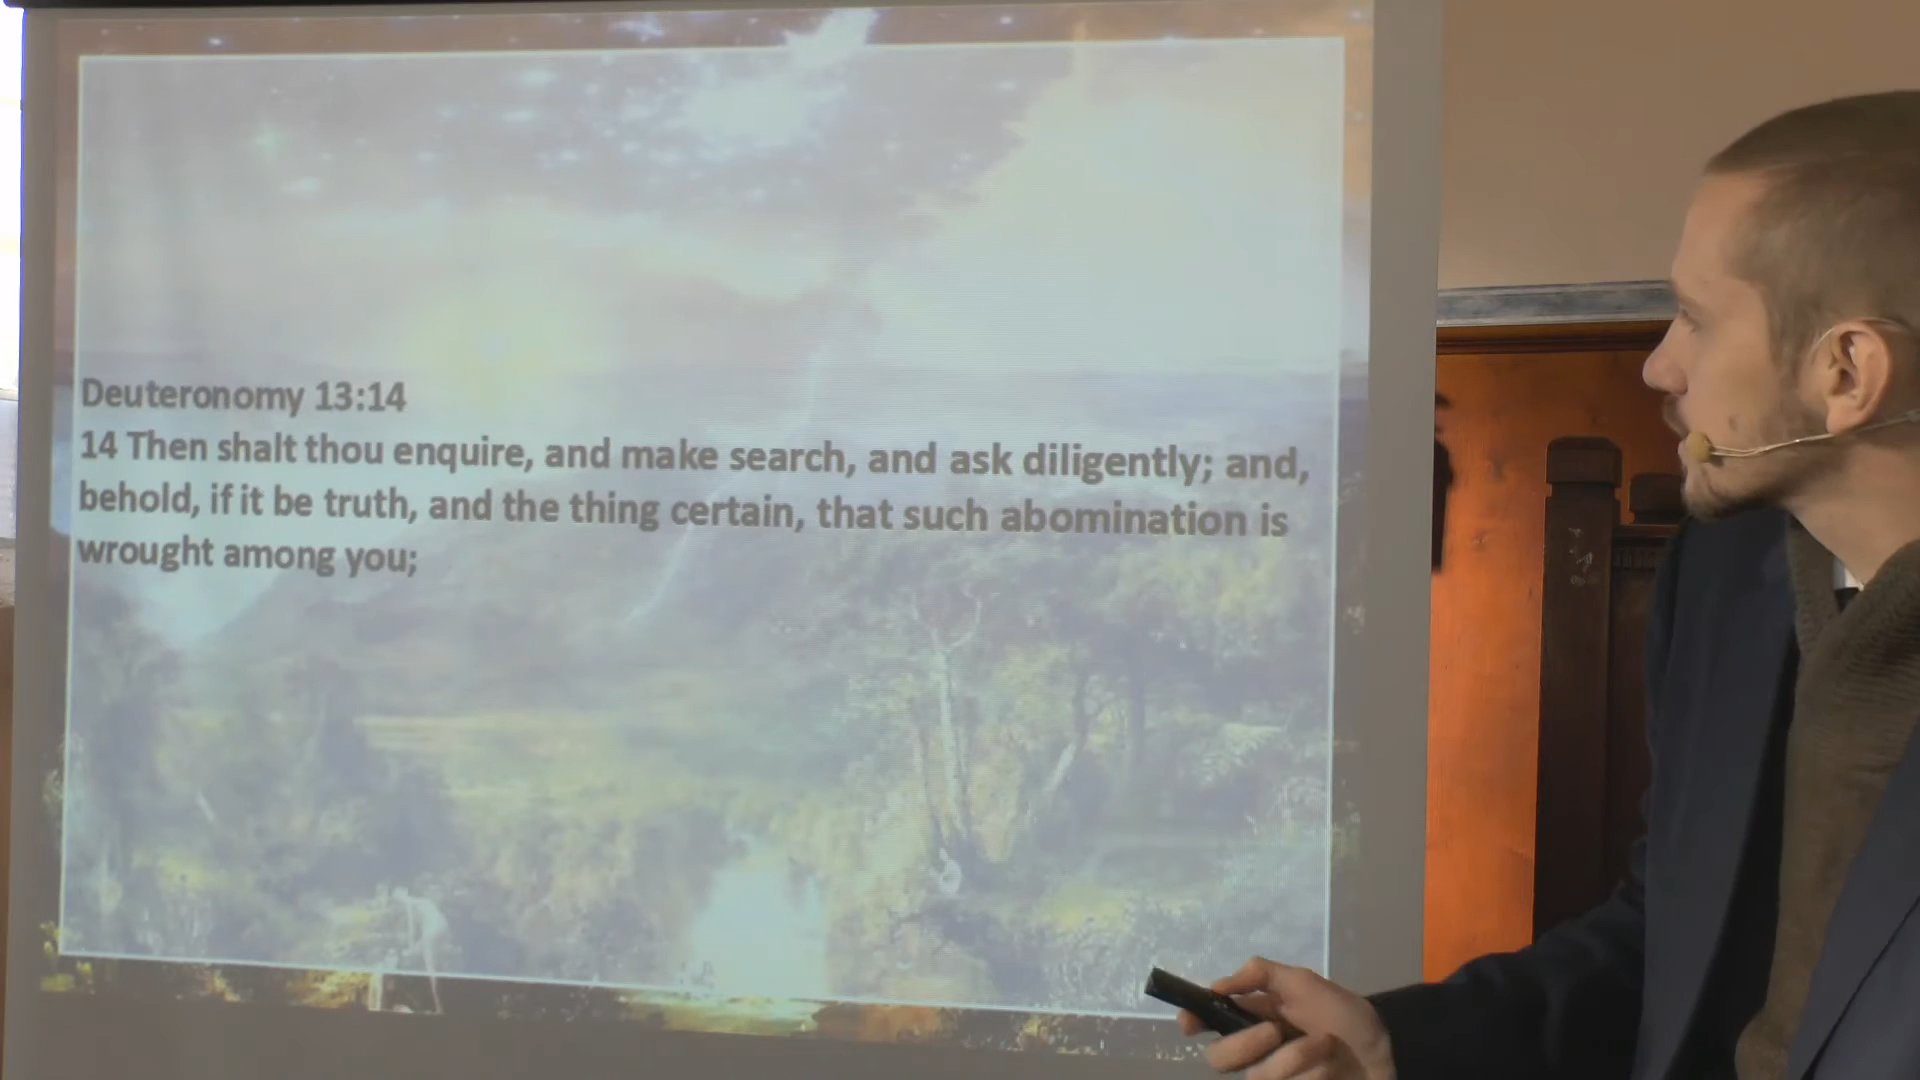 Deuteronomy 13:14
14 Then shalt thou enquire, and make search, and ask diligently; and,
behold, if it be truth, and the thing certain, that such abomination is
wrought among you;